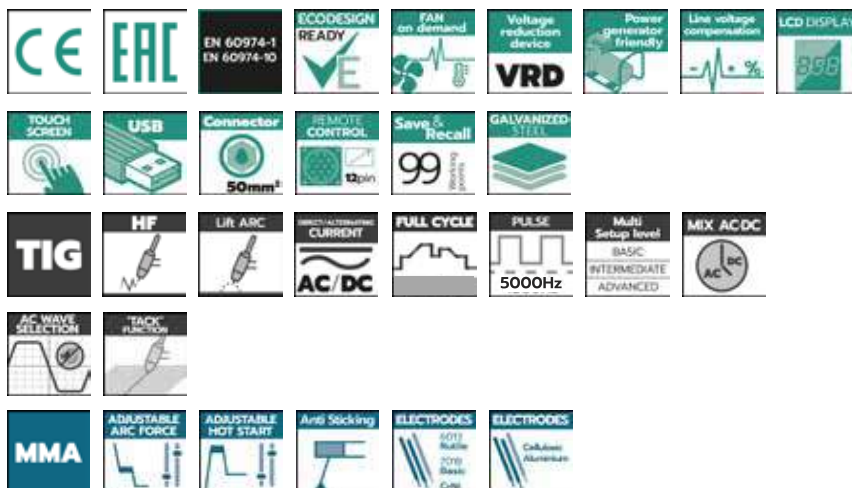 CE
EAC
EN 60974-1
EN 60974-10
ECODESIGN
READY
E
FAN
on demand
Voltage
reduction
device
VRD
Power
generator
friendly
Line voltage
compensation
- + %
LCD DISPLAY
888
TOUCH
SCREEN
USB
Connector
50mm²
REMOTE
CONTROL
12pin
Save &
Recall
99
Working
points
GALVANIZED
STEEL
TIG
HF
Lift ARC
DIRECT/ALTERNATING
CURRENT
AC/DC
FULL CYCLE
PULSE
5000Hz
Multi
Setup level
BASIC
INTERMEDIATE
ADVANCED
MIX AC DC
AC
DC
AC WAVE
SELECTION
"TACK"
FUNCTION
MMA
ADJUSTABLE
ARC FORCE
ADJUSTABLE
HOT START
Anti Sticking
ELECTRODES
6013
Rutile
7018
Basic
CrNi
ELECTRODES
Cellulosic
Aluminium